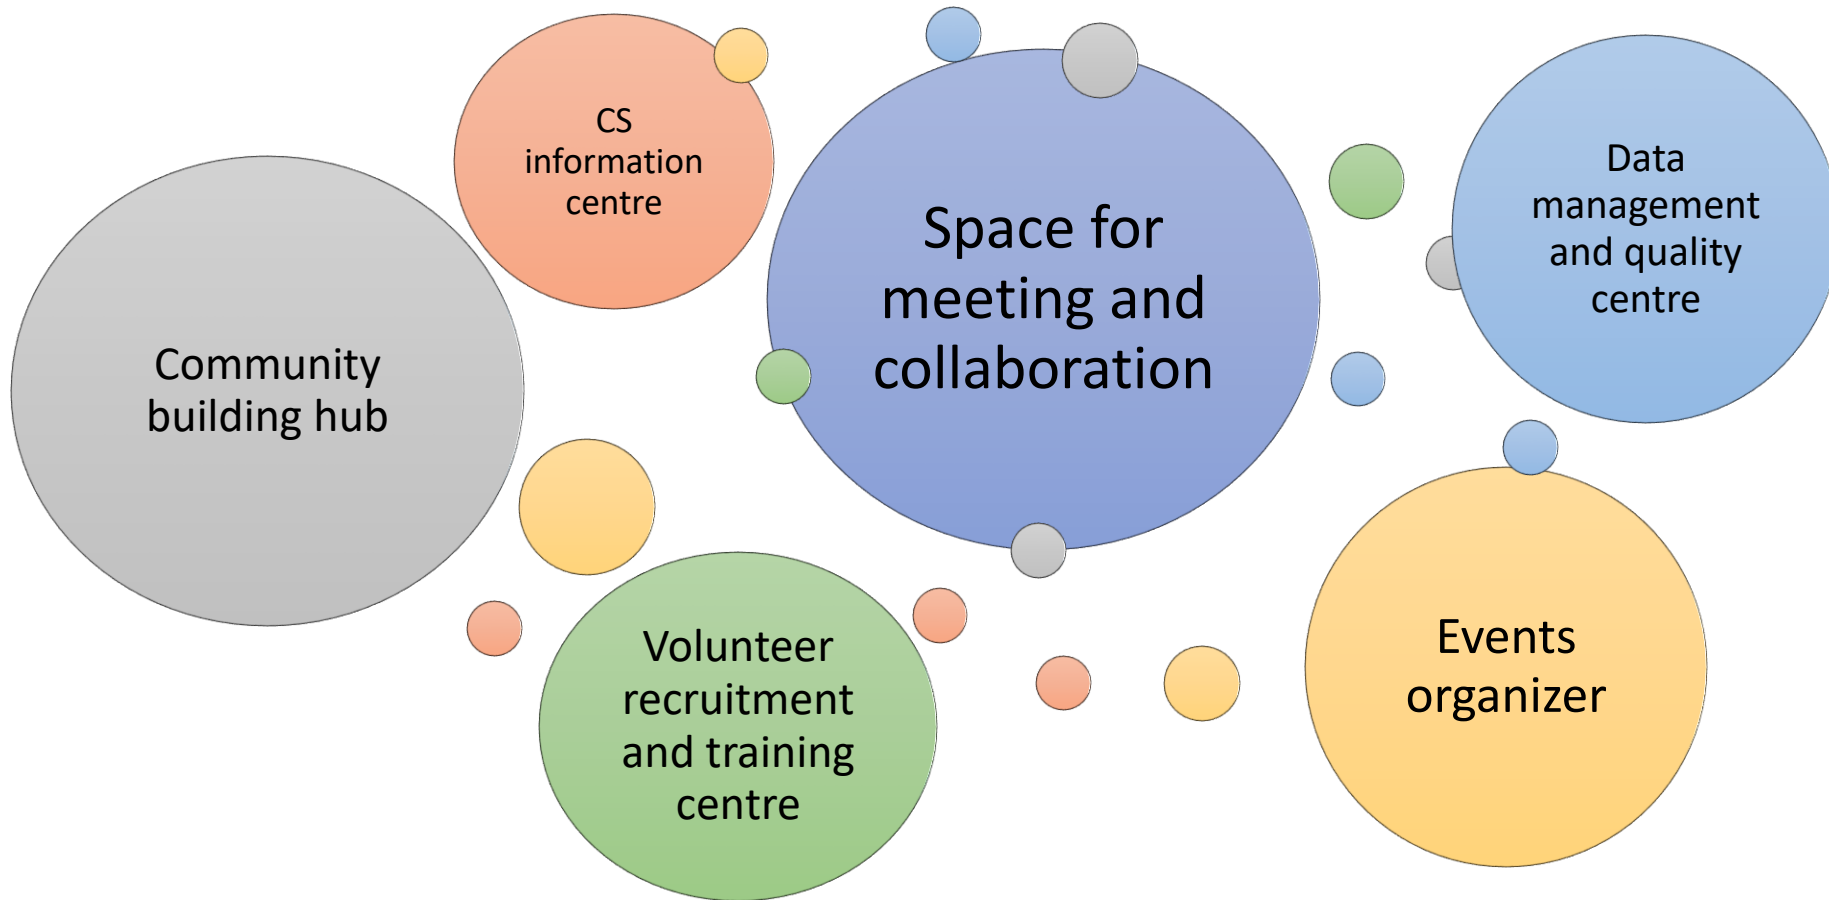 CS
information
centre
Space for
meeting and
collaboration
Data
management
and quality
centre
Community
building hub
Volunteer
recruitment
and training
centre
Events
organizer